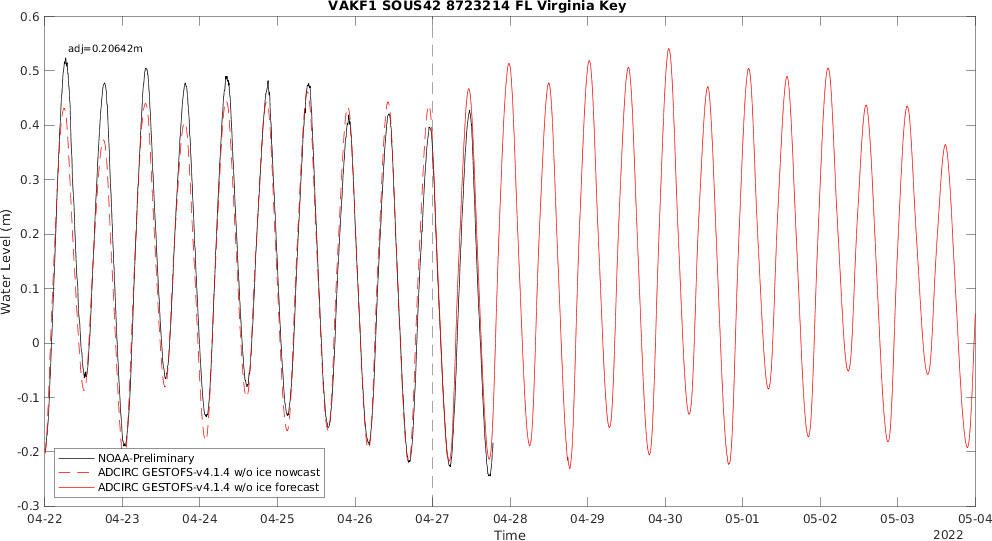 VAKF1 SOUS42 8723214 FL Virginia Key
0.6
0.5
0.4
0.3
0.2
0.1
0
-0.1
-0.2
-0.3
Water Level (m)
adj=0.20642m
NOAA-Preliminary
ADCIRC GESTOFS-v4.1.4 w/o ice nowcast
ADCIRC GESTOFS-v4.1.4 w/o ice forecast
04-22 04-23 04-24 04-25 04-26 04-27 04-28 04-29 04-30 05-01 05-02 05-03 05-04
Time
2022